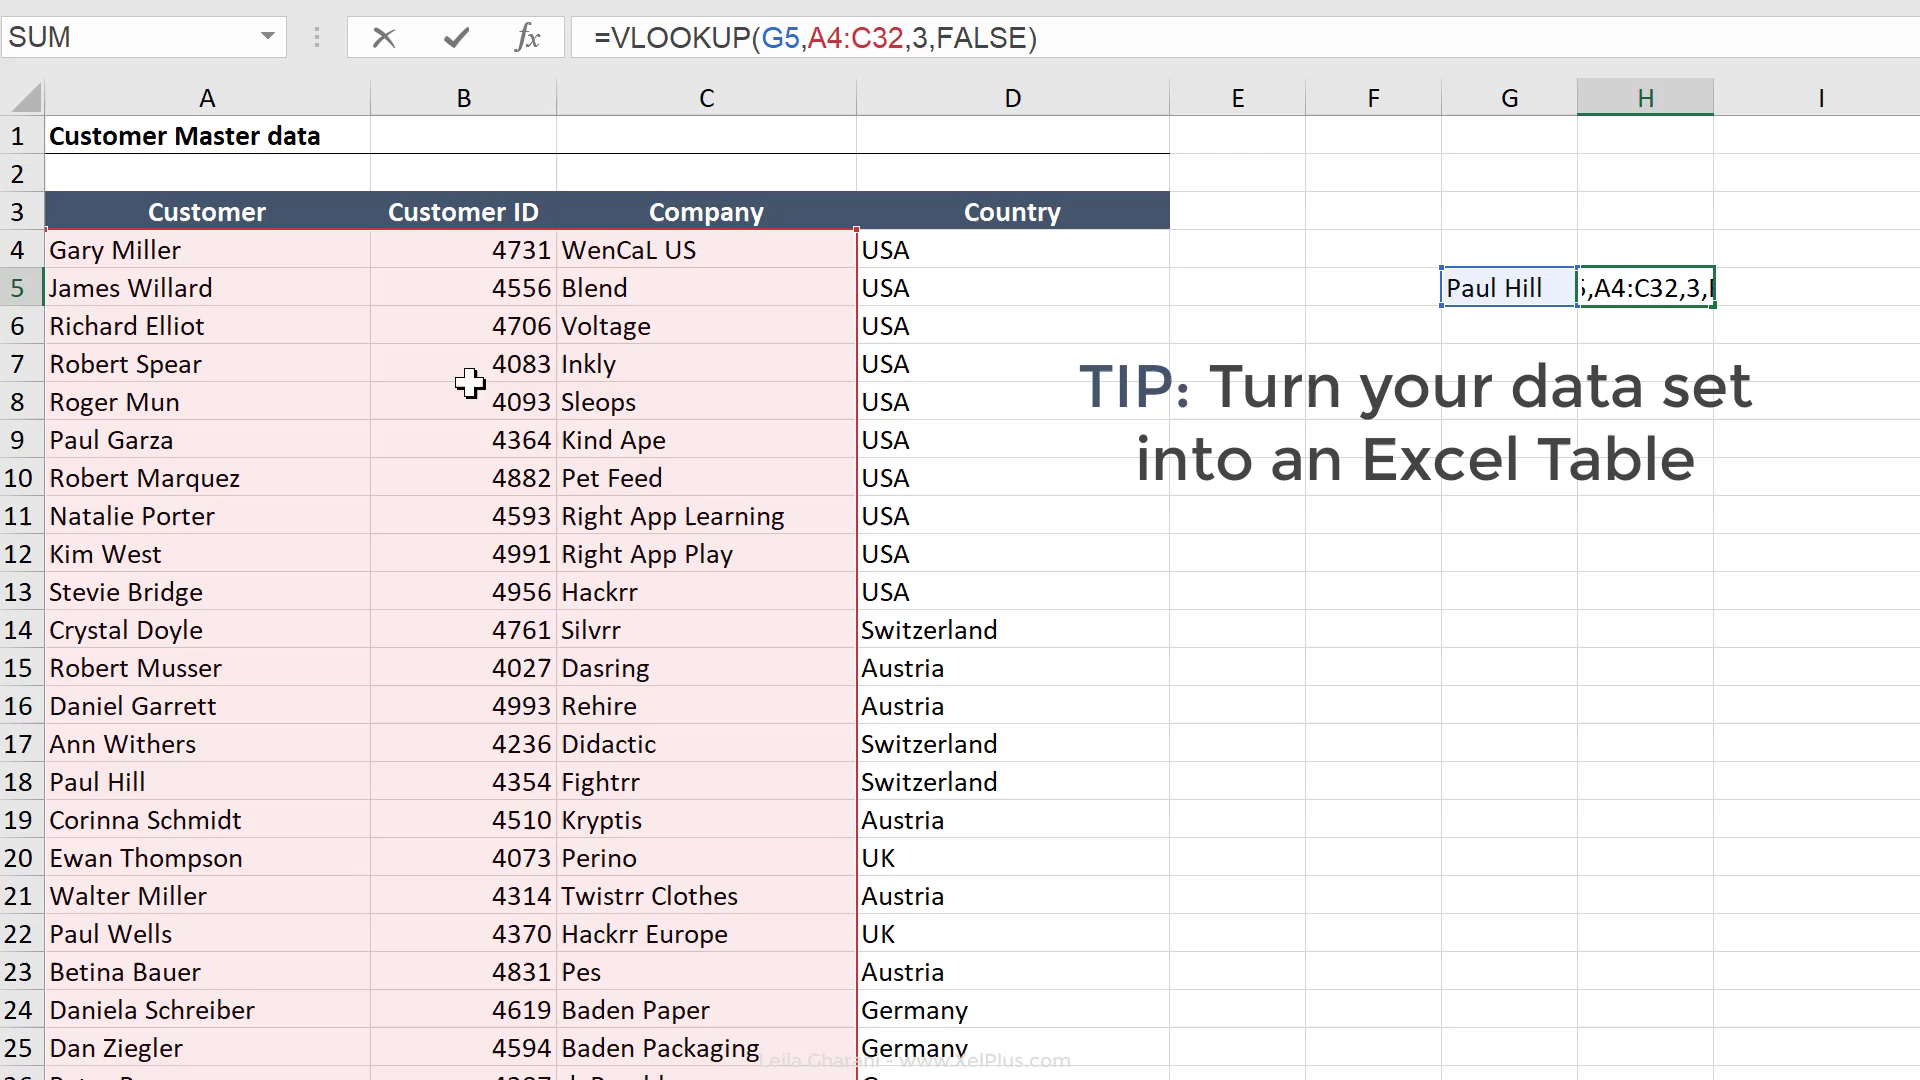 SUM =VLOOKUP(G5,A4:C32,3,FALSE)
A B C D E F G H I
1 Customer Master data
2
3 Customer Customer ID Company Country
4 Gary Miller 4731 WenCaL US USA
5 James Willard 4556 Blend USA Paul Hill ,A4:C32,3,
6 Richard Elliot 4706 Voltage USA
7 Robert Spear 4083 Inkly USA
TIP: Turn your data set
8 Roger Mun 4093 Sleops USA
9 Paul Garza 4364 Kind Ape USA
into an Excel Table
10 Robert Marquez 4882 Pet Feed USA
11 Natalie Porter 4593 Right App Learning USA
12 Kim West 4991 Right App Play USA
13 Stevie Bridge 4956 Hackrr USA
14 Crystal Doyle 4761 Silvrr Switzerland
15 Robert Musser 4027 Dasring Austria
16 Daniel Garrett 4993 Rehire Austria
17 Ann Withers 4236 Didactic Switzerland
18 Paul Hill 4354 Fightrr Switzerland
19 Corinna Schmidt 4510 Kryptis Austria
20 Ewan Thompson 4073 Perino UK
21 Walter Miller 4314 Twistrr Clothes Austria
22 Paul Wells 4370 Hackrr Europe UK
23 Betina Bauer 4831 Pes Austria
24 Daniela Schreiber 4619 Baden Paper Germany
25 Dan Ziegler 4594 Baden Packaging Germany
Leila Gharani - www.XelPlus.com